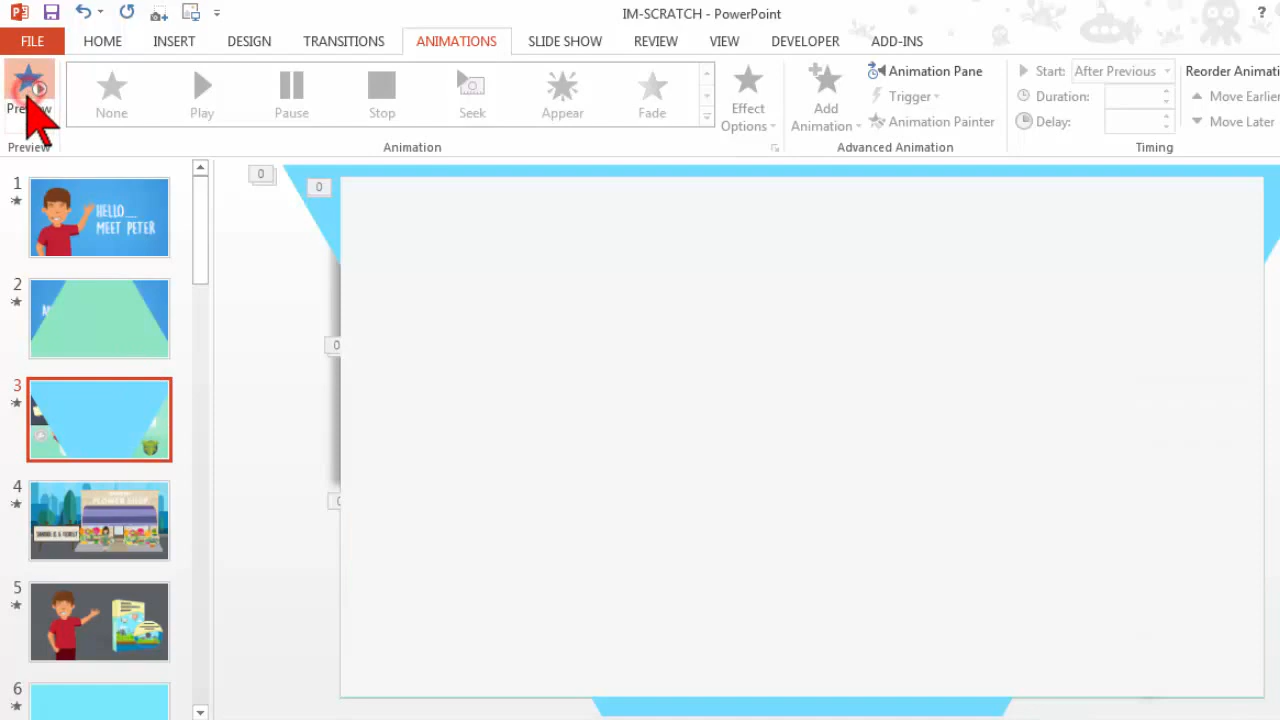 IM-SCRATCH - PowerPoint
?
FILE HOME INSERT DESIGN TRANSITIONS ANIMATIONS SLIDE SHOW REVIEW VIEW DEVELOPER ADD-INS
Preview
None Play Pause Stop Seek Appear Fade
Effect Options
Add Animation
Animation Pane
Trigger
Animation Painter
Start: After Previous
Duration:
Delay:
Reorder Animati
Move Earlier
Move Later
Preview Animation Advanced Animation Timing
0
0
0
0
1
HELLO
MEET PETER
2
3
4
FLOWER SHOP
5
6